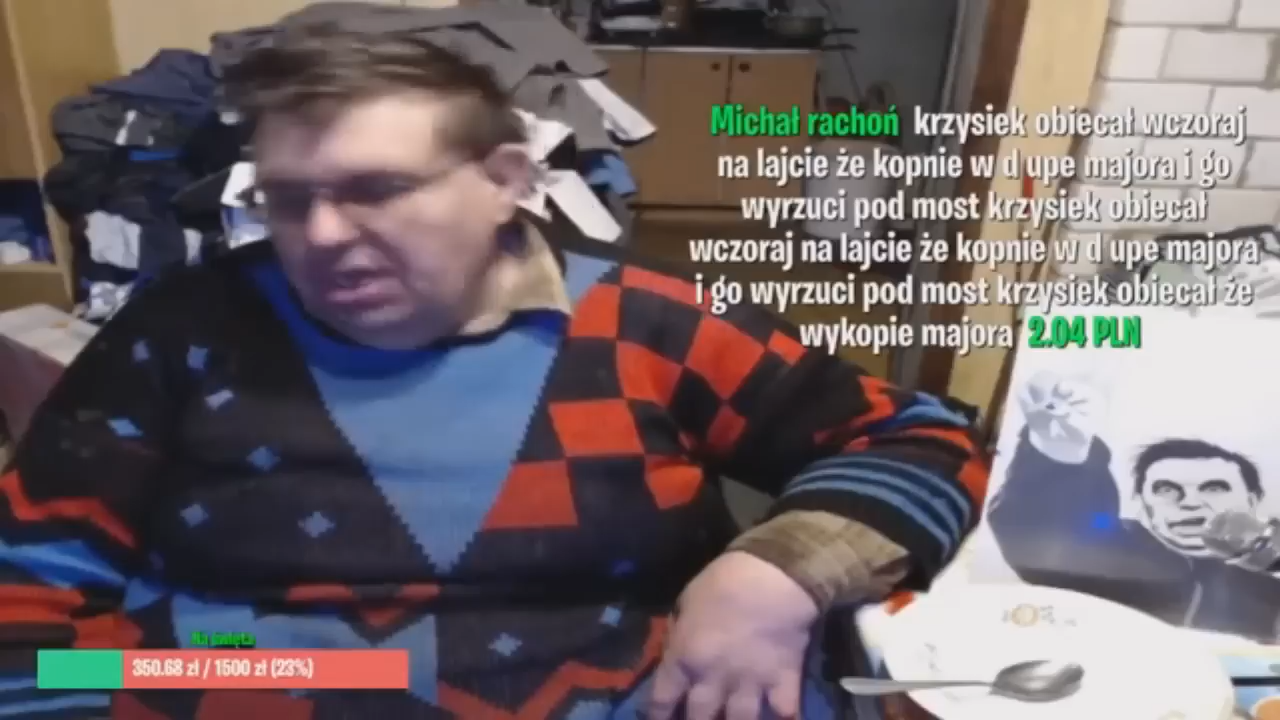 Michał rachoń krzysiek obiecał wczoraj
na lajcie że kopnie w d upe majora i go
wyrzuci pod most krzysiek obiecał
wczoraj na lajcie że kopnie w d upe majora
i go wyrzuci pod most krzysiek obiecał że
wykopie majora 2.04 PLN
Na święta
350.68 zł / 1500 zł (23%)